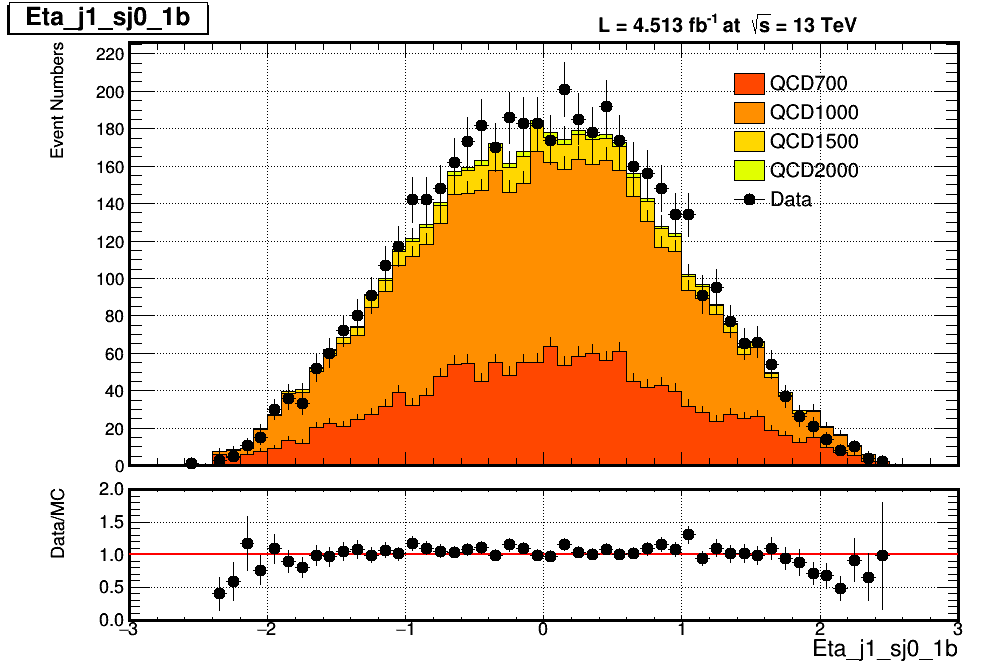 Eta_j1_sj0_1b
L = 4.513 fb⁻¹ at √s = 13 TeV
Event Numbers
220
200
180
160
140
120
100
80
60
40
20
0
QCD700
QCD1000
QCD1500
QCD2000
Data
Data/MC
2.0
1.5
1.0
0.5
0.0
−3 −2 −1 0 1 2 3
Eta_j1_sj0_1b